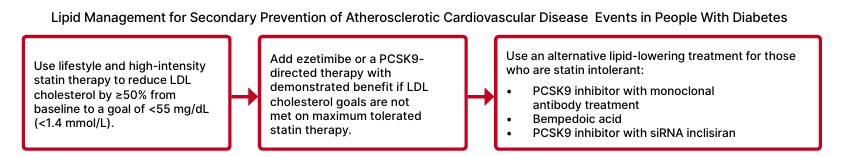 Lipid Management for Secondary Prevention of Atherosclerotic Cardiovascular Disease Events in People With Diabetes
Use lifestyle and high-intensity
statin therapy to reduce LDL
cholesterol by ≥50% from
baseline to a goal of <55 mg/dL
(<1.4 mmol/L).
Add ezetimibe or a PCSK9-
directed therapy with
demonstrated benefit if LDL
cholesterol goals are not
met on maximum tolerated
statin therapy.
Use an alternative lipid-lowering treatment for those
who are statin intolerant:
• PCSK9 inhibitor with monoclonal
antibody treatment
• Bempedoic acid
• PCSK9 inhibitor with siRNA inclisiran